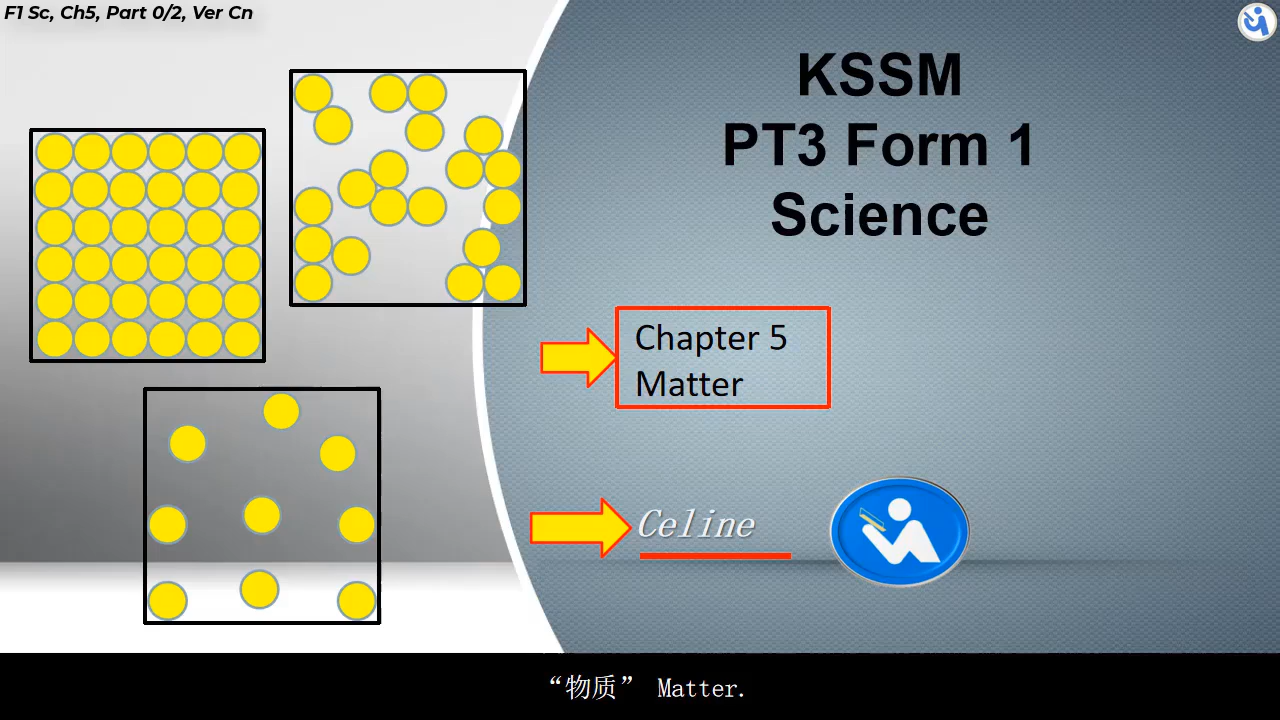 F1 Sc, Ch5, Part 0/2, Ver Cn
KSSM
PT3 Form 1
Science
Chapter 5
Matter
Celine
“物质” Matter.